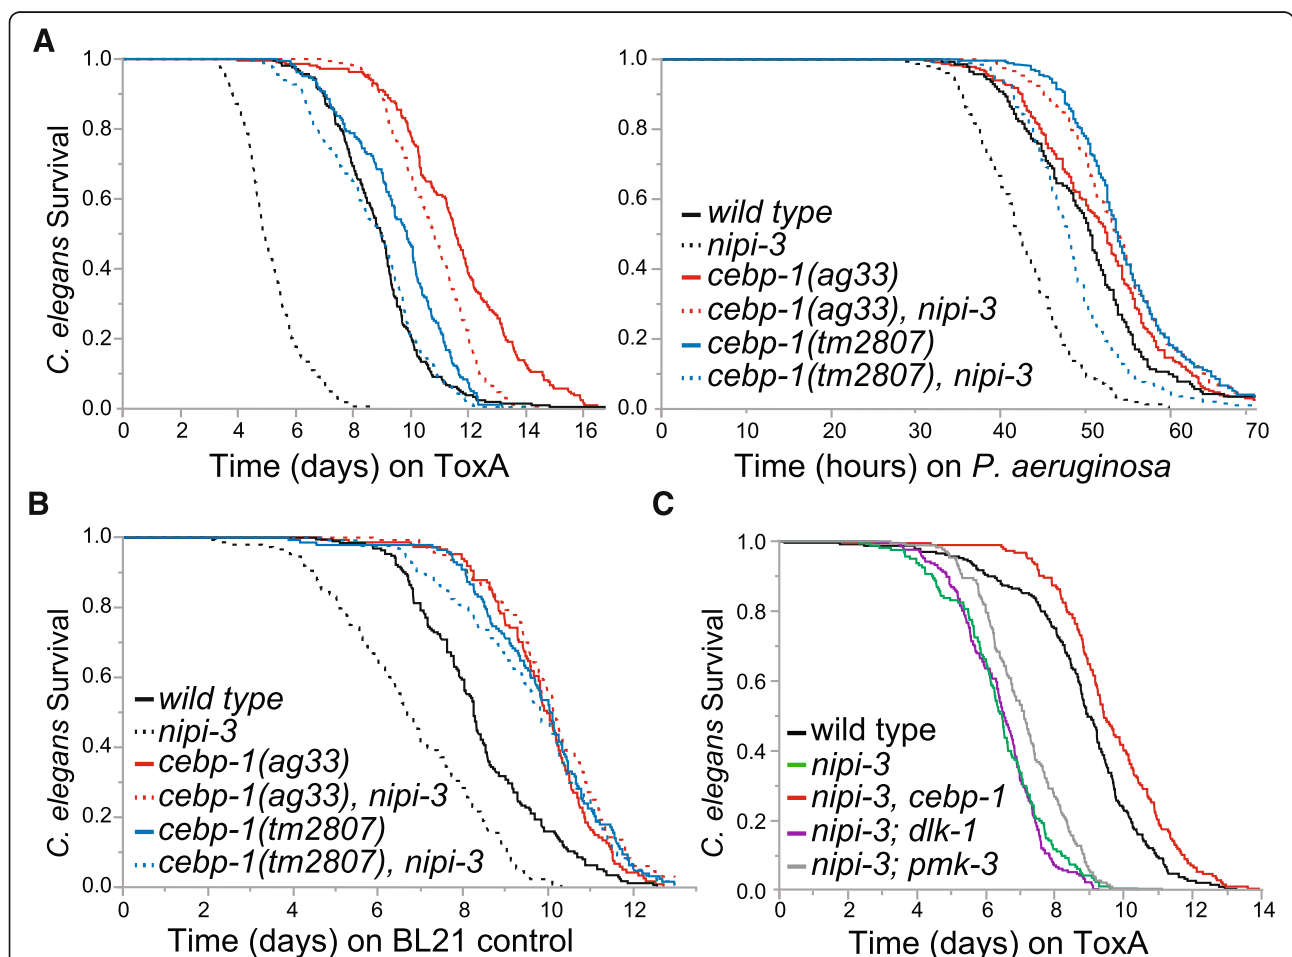 A
1.0
0.8
0.6
0.4
0.2
0.0
C. elegans Survival
0 2 4 6 8 10 12 14 16
Time (days) on ToxA
1.0
0.8
0.6
0.4
0.2
0.0
wild type
nipi-3
cebp-1(ag33)
cebp-1(ag33), nipi-3
cebp-1(tm2807)
cebp-1(tm2807), nipi-3
0 10 20 30 40 50 60 70
Time (hours) on P. aeruginosa
B
1.0
0.8
0.6
0.4
0.2
0.0
C. elegans Survival
wild type
nipi-3
cebp-1(ag33)
cebp-1(ag33), nipi-3
cebp-1(tm2807)
cebp-1(tm2807), nipi-3
0 2 4 6 8 10 12
Time (days) on BL21 control
C
1.0
0.8
0.6
0.4
0.2
0.0
C. elegans Survival
wild type
nipi-3
nipi-3, cebp-1
nipi-3; dlk-1
nipi-3; pmk-3
0 2 4 6 8 10 12 14
Time (days) on ToxA